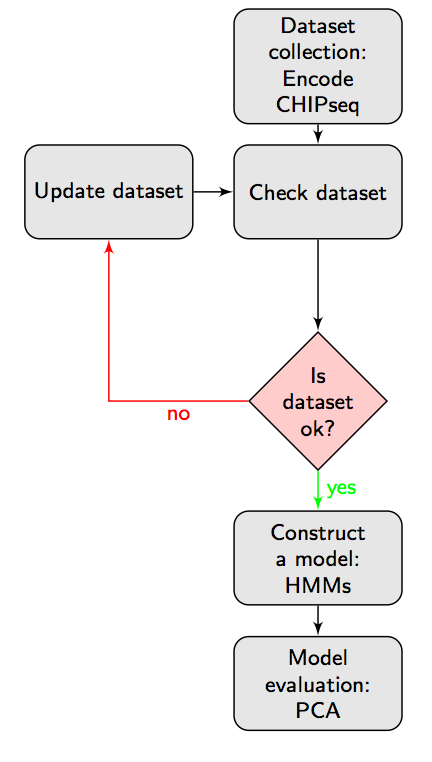 Dataset
collection:
Encode
CHIPseq
Update dataset
Check dataset
Is
dataset
ok?
no
yes
Construct
a model:
HMMs
Model
evaluation:
PCA